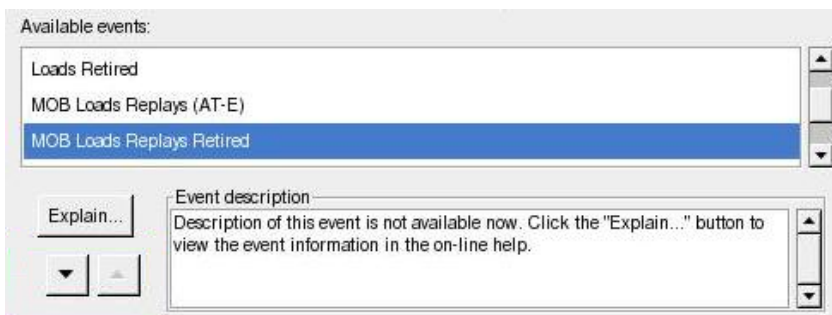 Available events:
Loads Retired
MOB Loads Replays (AT-E)
MOB Loads Replays Retired
Explain...
Event description
Description of this event is not available now. Click the "Explain..." button to
view the event information in the on-line help.